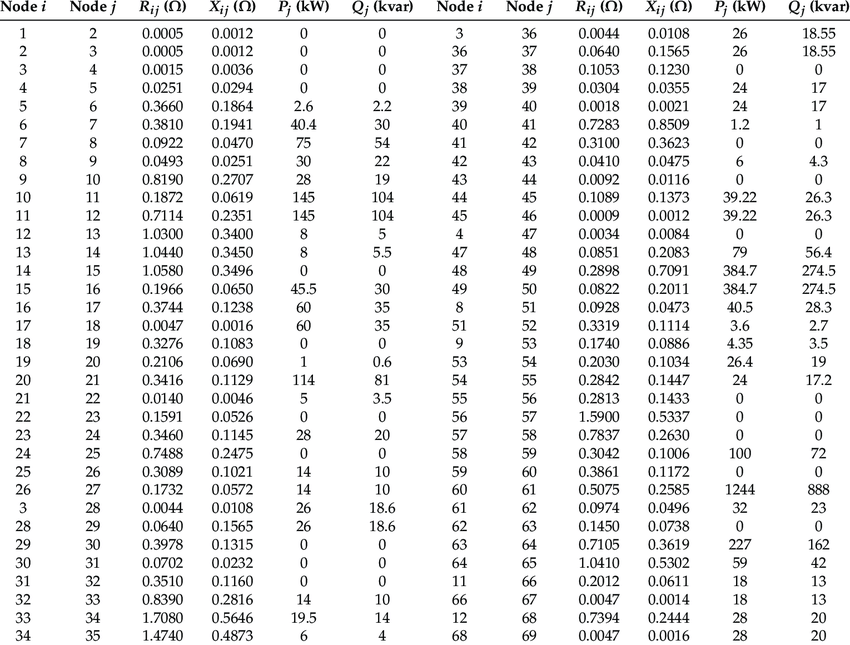 Node i Node j Rij (Ω) Xij (Ω) Pj (kW) Qj (kvar) Node i Node j Rij (Ω) Xij (Ω) Pj (kW) Qj (kvar)
1 2 0.0005 0.0012 0 0 3 36 0.0044 0.0108 26 18.55
2 3 0.0005 0.0012 0 0 36 37 0.0640 0.1565 26 18.55
3 4 0.0015 0.0036 0 0 37 38 0.1053 0.1230 0 0
4 5 0.0251 0.0294 0 0 38 39 0.0304 0.0355 24 17
5 6 0.3660 0.1864 2.6 2.2 39 40 0.0018 0.0021 24 17
6 7 0.3810 0.1941 40.4 30 40 41 0.7283 0.8509 1.2 1
7 8 0.0922 0.0470 75 54 41 42 0.3100 0.3623 0 0
8 9 0.0493 0.0251 30 22 42 43 0.0410 0.0475 6 4.3
9 10 0.8190 0.2707 28 19 43 44 0.0092 0.0116 0 0
10 11 0.1872 0.0619 145 104 44 45 0.1089 0.1373 39.22 26.3
11 12 0.7114 0.2351 145 104 45 46 0.0009 0.0012 39.22 26.3
12 13 1.0300 0.3400 8 5 4 47 0.0034 0.0084 0 0
13 14 1.0440 0.3450 8 5.5 47 48 0.0851 0.2083 79 56.4
14 15 1.0580 0.3496 0 0 48 49 0.2898 0.7091 384.7 274.5
15 16 0.1966 0.0650 45.5 30 49 50 0.0822 0.2011 384.7 274.5
16 17 0.3744 0.1238 60 35 8 51 0.0928 0.0473 40.5 28.3
17 18 0.0047 0.0016 60 35 51 52 0.3319 0.1114 3.6 2.7
18 19 0.3276 0.1083 0 0 9 53 0.1740 0.0886 4.35 3.5
19 20 0.2106 0.0690 1 0.6 53 54 0.2030 0.1034 26.4 19
20 21 0.3416 0.1129 114 81 54 55 0.2842 0.1447 24 17.2
21 22 0.0140 0.0046 5 3.5 55 56 0.2813 0.1433 0 0
22 23 0.1591 0.0526 0 0 56 57 1.5900 0.5337 0 0
23 24 0.3460 0.1145 28 20 57 58 0.7837 0.2630 0 0
24 25 0.7488 0.2475 0 0 58 59 0.3042 0.1006 100 72
25 26 0.3089 0.1021 14 10 59 60 0.3861 0.1172 0 0
26 27 0.1732 0.0572 14 10 60 61 0.5075 0.2585 1244 888
3 28 0.0044 0.0108 26 18.6 61 62 0.0974 0.0496 32 23
28 29 0.0640 0.1565 26 18.6 62 63 0.1450 0.0738 0 0
29 30 0.3978 0.1315 0 0 63 64 0.7105 0.3619 227 162
30 31 0.0702 0.0232 0 0 64 65 1.0410 0.5302 59 42
31 32 0.3510 0.1160 0 0 11 66 0.2012 0.0611 18 13
32 33 0.8390 0.2816 14 10 66 67 0.0047 0.0014 18 13
33 34 1.7080 0.5646 19.5 14 12 68 0.7394 0.2444 28 20
34 35 1.4740 0.4873 6 4 68 69 0.0047 0.0016 28 20